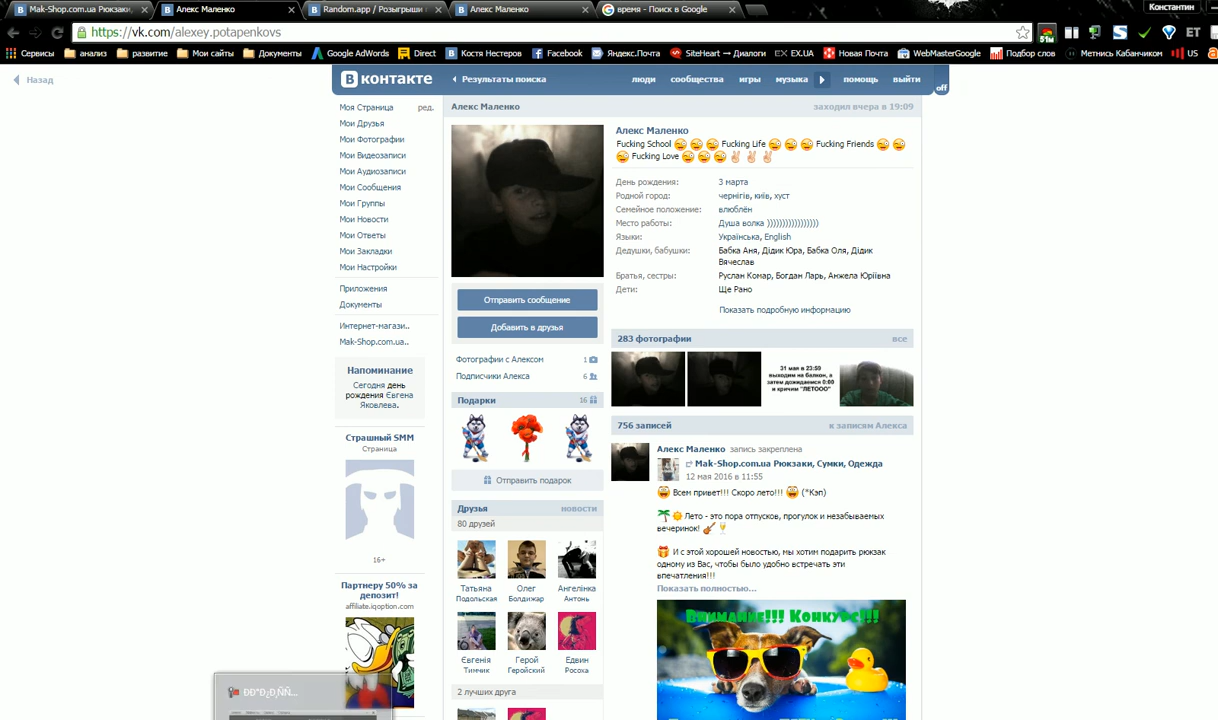 Mak-Shop.com.ua Рюкзаки,
Алекс Маленко
Random.app / Розыгрыши
Алекс Маленко
время - Поиск в Google
Константин
https://vk.com/alexey.potapenkovs
Сервисы
анализ
развитие
Мои сайты
Документы
Google AdWords
Direct
Костя Нестеров
Facebook
Яндекс.Почта
SiteHeart → Диалоги
EX.UA
Новая Почта
WebMasterGoogle
Подбор слов
Метнись Кабанчиком
US
Назад
В контакте
Результаты поиска
люди
сообщества
игры
музыка
помощь
выйти
off
Моя Страница
ред.
Мои Друзья
Мои Фотографии
Мои Видеозаписи
Мои Аудиозаписи
Мои Сообщения
Мои Группы
Мои Новости
Мои Ответы
Мои Закладки
Мои Настройки
Приложения
Документы
Интернет-магази..
Mak-Shop.com.ua..
Напоминание
Сегодня день
рождения Євгена
Яковлева.
Страшный SMM
Страница
16+
Партнеру 50% за
депозит!
affiliate.iqoption.com
Алекс Маленко
заходил вчера в 19:09
Отправить сообщение
Добавить в друзья
Фотографии с Алексом
1
Подписчики Алекса
6
Подарки
16
Отправить подарок
Друзья
новости
80 друзей
Татьяна
Подольская
Олег
Болдижар
Ангелінка
Антонь
Євгенія
Тимчик
Герой
Геройский
Едвин
Росоха
2 лучших друга
Алекс Маленко
Fucking School 😜😜😜 Fucking Life 😜😜😜 Fucking Friends 😜😜
😜 Fucking Love 😜😜😜✌✌✌
День рождения: 3 марта
Родной город: чернігів, київ, хуст
Семейное положение: влюблён
Место работы: Душа волка ))))))))))))))))))
Языки: Українська, English
Дедушки, бабушки: Бабка Аня, Дідик Юра, Бабка Оля, Дідик
Вячеслав
Братья, сестры: Руслан Комар, Богдан Ларь, Анжела Юріївна
Дети: Ще Рано
Показать подробную информацию
283 фотографии
все
31 мая в 23:59
выходим на балкон, а
затем дожидаемся 0:00
и кричим "ЛЕТООО"
756 записей
к записям Алекса
Алекс Маленко запись закреплена
Mak-Shop.com.ua Рюкзаки, Сумки, Одежда
12 мая 2016 в 11:55
Всем привет!!! Скоро лето!!! (*Кэп)
Лето - это пора отпусков, прогулок и незабываемых
вечеринок!
И с этой хорошей новостью, мы хотим подарить рюкзак
одному из Вас, чтобы было удобно встречать эти
впечатления!!!
Показать полностью...
Внимание!!! Конкурс!!!